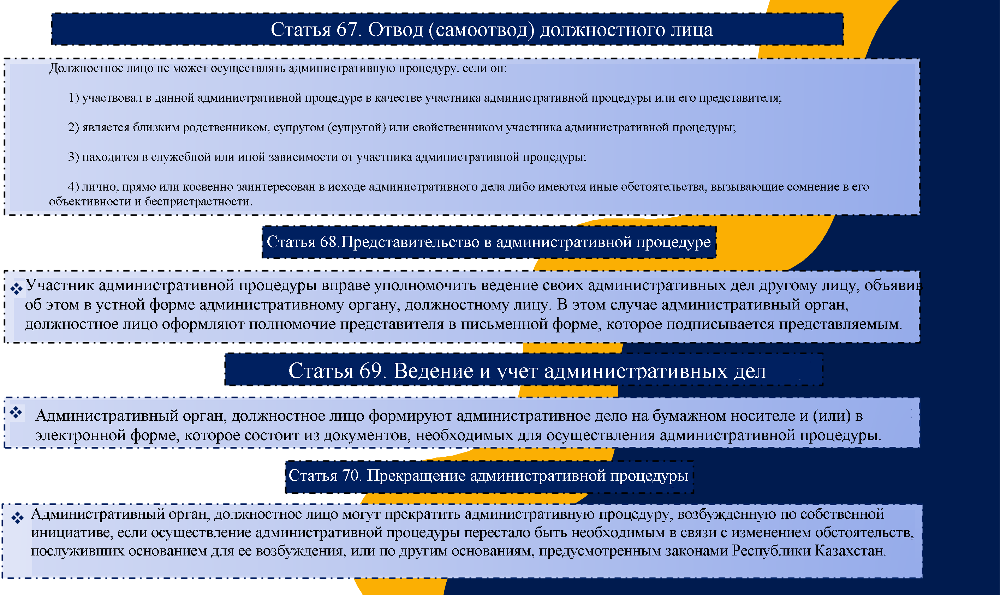 Статья 67. Отвод (самоотвод) должностного лица
Должностное лицо не может осуществлять административную процедуру, если он:
1) участвовал в данной административной процедуре в качестве участника административной процедуры или его представителя;
2) является близким родственником, супругом (супругой) или свойственником участника административной процедуры;
3) находится в служебной или иной зависимости от участника административной процедуры;
4) лично, прямо или косвенно заинтересован в исходе административного дела либо имеются иные обстоятельства, вызывающие сомнение в его
объективности и беспристрастности.
Статья 68.Представительство в административной процедуре
Участник административной процедуры вправе уполномочить ведение своих административных дел другому лицу, объявив
об этом в устной форме административному органу, должностному лицу. В этом случае административный орган,
должностное лицо оформляют полномочие представителя в письменной форме, которое подписывается представляемым.
Статья 69. Ведение и учет административных дел
Административный орган, должностное лицо формируют административное дело на бумажном носителе и (или) в
электронной форме, которое состоит из документов, необходимых для осуществления административной процедуры.
Статья 70. Прекращение административной процедуры
Административный орган, должностное лицо могут прекратить административную процедуру, возбужденную по собственной
инициативе, если осуществление административной процедуры перестало быть необходимым в связи с изменением обстоятельств,
послуживших основанием для ее возбуждения, или по другим основаниям, предусмотренным законами Республики Казахстан.